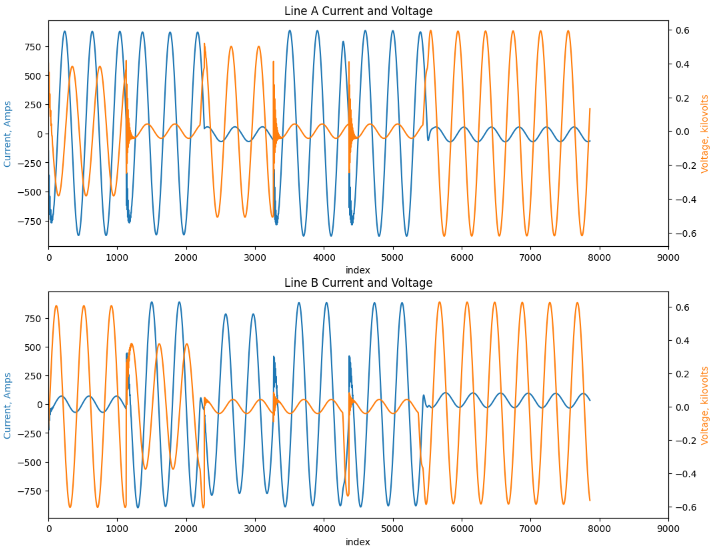 Line A Current and Voltage
750
500
250
0
−250
−500
−750
Current, Amps
0.6
0.4
0.2
0.0
−0.2
−0.4
−0.6
Voltage, kilovolts
0 1000 2000 3000 4000 5000 6000 7000 8000 9000
index
Line B Current and Voltage
750
500
250
0
−250
−500
−750
Current, Amps
0.6
0.4
0.2
0.0
−0.2
−0.4
−0.6
Voltage, kilovolts
0 1000 2000 3000 4000 5000 6000 7000 8000 9000
index